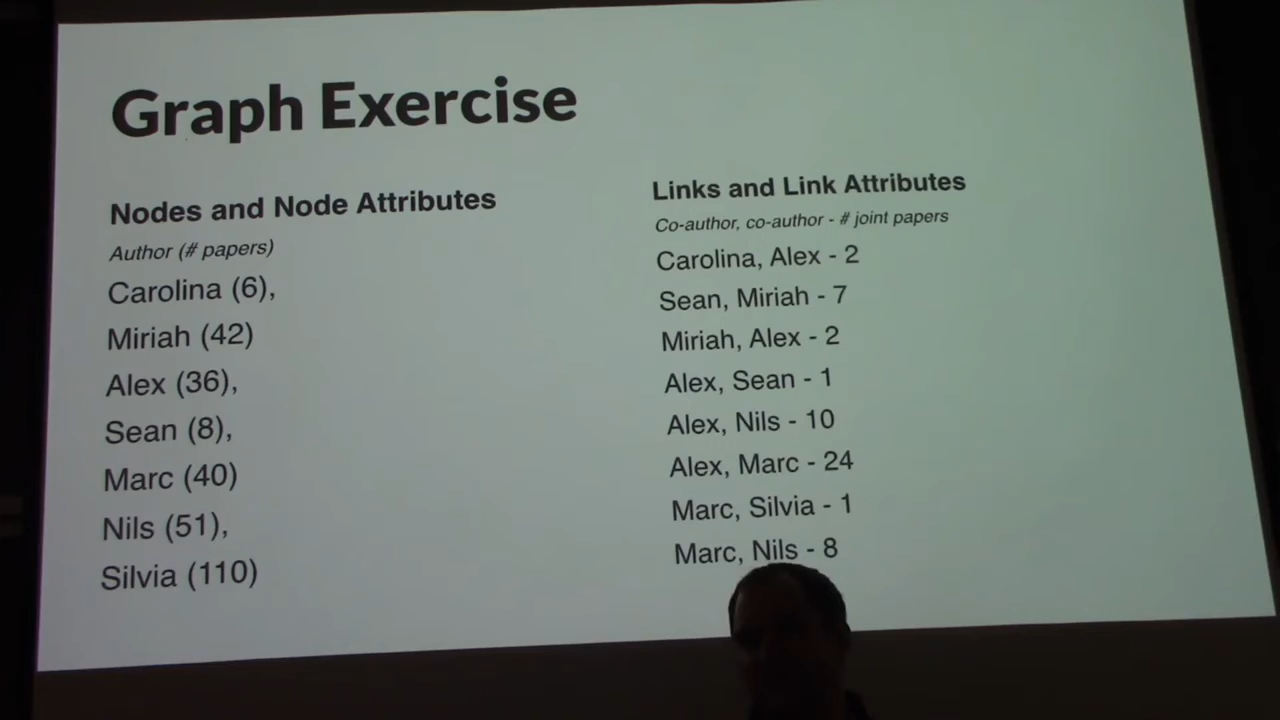 Graph Exercise
Nodes and Node Attributes
Author (# papers)
Carolina (6),
Miriah (42)
Alex (36),
Sean (8),
Marc (40)
Nils (51),
Silvia (110)
Links and Link Attributes
Co-author, co-author - # joint papers
Carolina, Alex - 2
Sean, Miriah - 7
Miriah, Alex - 2
Alex, Sean - 1
Alex, Nils - 10
Alex, Marc - 24
Marc, Silvia - 1
Marc, Nils - 8